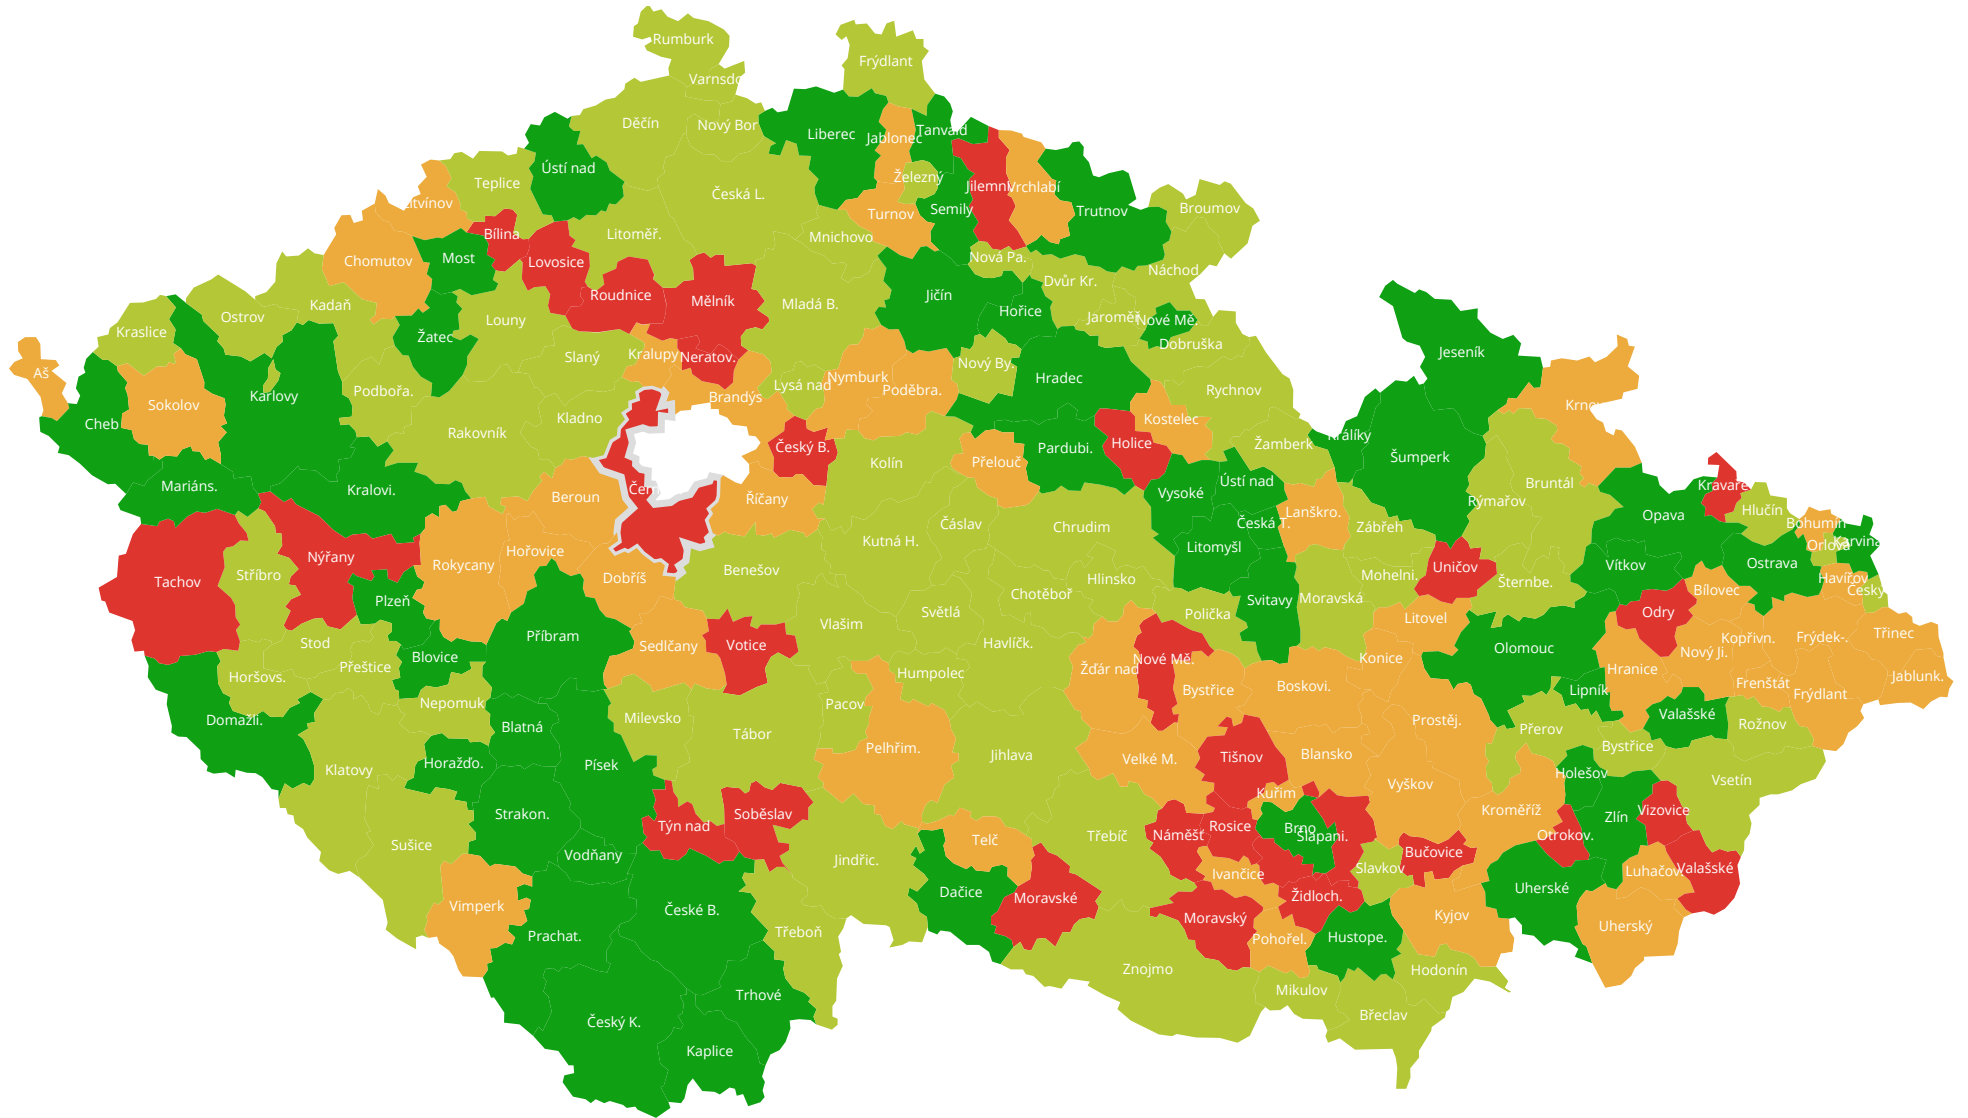 Rumburk
Frýdlant
Varnsdo
Děčín
Nový Bor
Liberec
Jablonec
Tanvald
Ústí nad
Teplice
Železný
Jilemni
Vrchlabí
Česká L.
Litvínov
Semily
Turnov
Trutnov
Broumov
Bílina
Litoměř.
Mnichovo
Chomutov
Most
Lovosice
Nová Pa.
Náchod
Dvůr Kr.
Roudnice
Mělník
Mladá B.
Jičín
Kadaň
Hořice
Ostrov
Louny
Jaroměř
Nové Mě.
Kraslice
Žatec
Dobruška
Slaný
Kralupy
Neratov.
Jeseník
Aš
Nový By.
Nymburk
Hradec
Lysá nad
Poděbra.
Podbořa.
Rychnov
Karlovy
Brandýs
Sokolov
Krnov
Kladno
Kostelec
Cheb
Rakovník
Králíky
Holice
Žamberk
Český B.
Pardubi.
Šumperk
Kolín
Přelouč
Ústí nad
Mariáns.
Kralovi.
Čern
Bruntál
Kravaře
Vysoké
Beroun
Říčany
Rýmařov
Lanškro.
Hlučín
Opava
Čáslav
Chrudim
Česká T.
Zábřeh
Bohumín
Kutná H.
Karviná
Litomyšl
Orlová
Hořovice
Nýřany
Rokycany
Vítkov
Ostrava
Uničov
Benešov
Stříbro
Mohelni.
Dobříš
Hlinsko
Havířov
Tachov
Šternbe.
Chotěboř
Bílovec
Český
Plzeň
Svitavy
Moravská
Světlá
Odry
Polička
Litovel
Vlašim
Příbram
Třinec
Frýdek-.
Kopřivn.
Stod
Havlíčk.
Sedlčany
Votice
Olomouc
Nový Ji.
Blovice
Konice
Nové Mě.
Přeštice
Žďár nad
Hranice
Humpolec
Horšovs.
Jablunk.
Frenštát
Boskovi.
Bystřice
Lipník
Frýdlant
Nepomuk
Pacov
Valašské
Milevsko
Domažli.
Prostěj.
Rožnov
Blatná
Přerov
Tábor
Pelhřim.
Bystřice
Jihlava
Blansko
Tišnov
Velké M.
Horažďo.
Písek
Klatovy
Holešov
Vsetín
Vyškov
Kuřim
Kroměříž
Vizovice
Strakon.
Soběslav
Zlín
Týn nad
Rosice
Brno
Náměšť
Třebíč
Šlapani.
Otrokov.
Telč
Sušice
Bučovice
Vodňany
Jindřic.
Slavkov
Valašské
Luhačov.
Ivančice
Uherské
Dačice
Židloch.
Moravské
Vimperk
České B.
Kyjov
Moravský
Uherský
Třeboň
Prachat.
Hustope.
Pohořel.
Znojmo
Hodonín
Mikulov
Trhové
Břeclav
Český K.
Kaplice